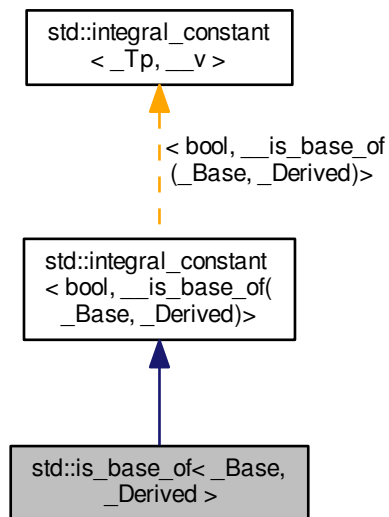 std::integral_constant
< _Tp, __v >
< bool, __is_base_of
(_Base, _Derived)>
std::integral_constant
< bool, __is_base_of(
_Base, _Derived)>
std::is_base_of< _Base,
_Derived >